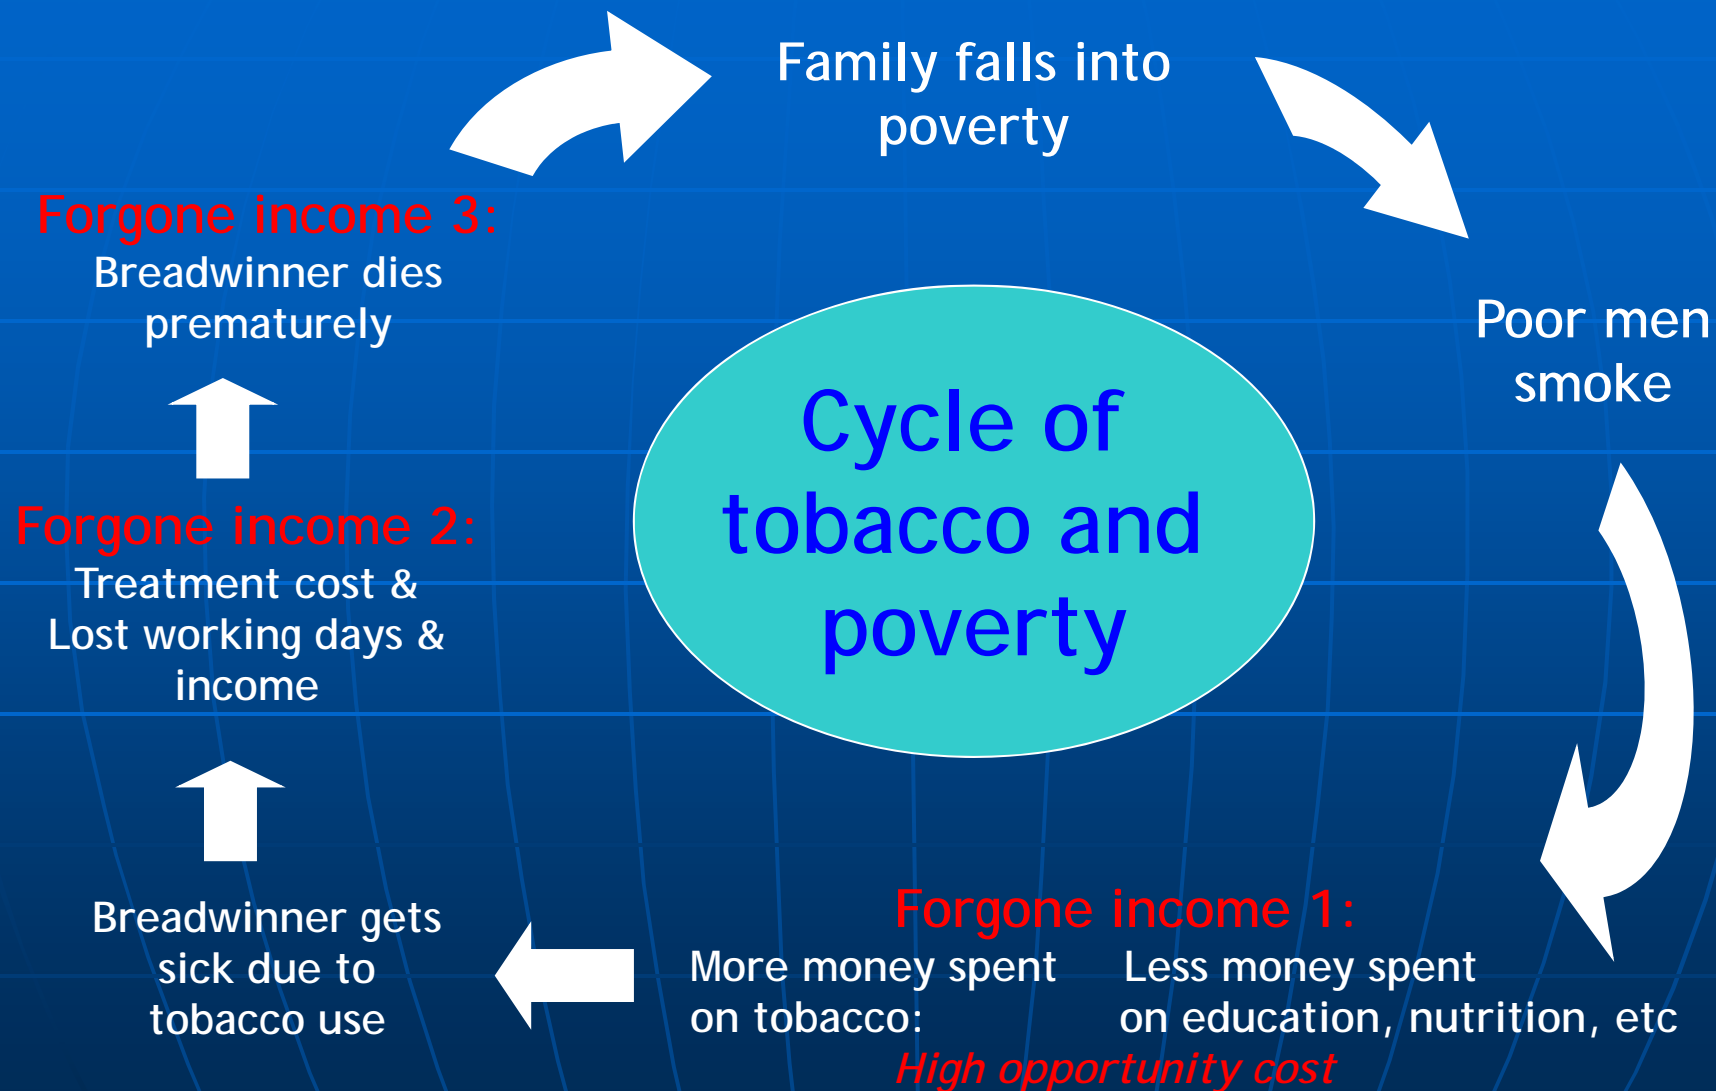 Family falls into
poverty
Poor men
smoke
Forgone income 1:
More money spent
on tobacco:
Less money spent
on education, nutrition, etc
High opportunity cost
Breadwinner gets
sick due to
tobacco use
Forgone income 2:
Treatment cost &
Lost working days &
income
Forgone income 3:
Breadwinner dies
prematurely
Cycle of
tobacco and
poverty